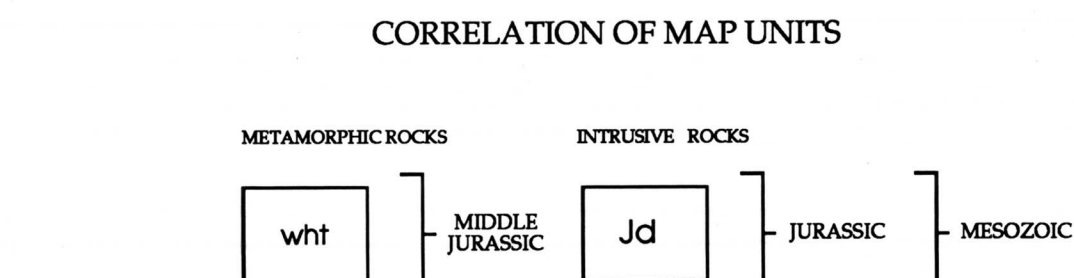 CORRELATION OF MAP UNITS
METAMORPHIC ROCKS
INTRUSIVE ROCKS
wht
MIDDLE
JURASSIC
Jd
JURASSIC
MESOZOIC